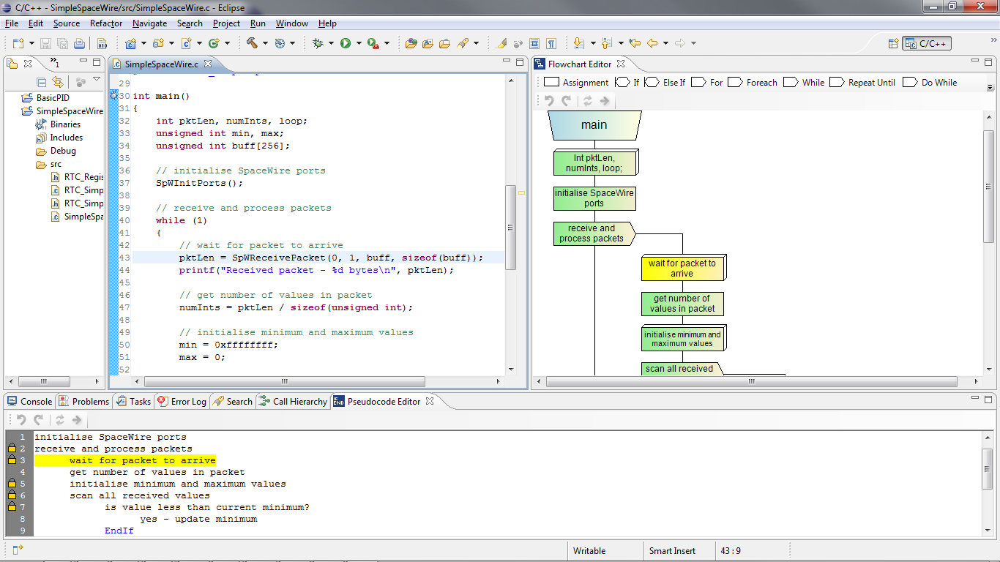 C/C++ - SimpleSpaceWire/src/SimpleSpaceWire.c - Eclipse
File Edit Source Refactor Navigate Search Project Run Window Help
C/C++
1
BasicPID
SimpleSpaceWire
Binaries
Includes
Debug
src
RTC_Regis
RTC_Simp
RTC_Simp
SimpleSpa
SimpleSpaceWire.c
29
30 int main()
31 {
32 int pktLen, numInts, loop;
33 unsigned int min, max;
34 unsigned int buff[256];
35
36 // initialise SpaceWire ports
37 SpWInitPorts();
38
39 // receive and process packets
40 while (1)
41 {
42 // wait for packet to arrive
43 pktLen = SpWReceivePacket(0, 1, buff, sizeof(buff));
44 printf("Received packet - %d bytes\n", pktLen);
45
46 // get number of values in packet
47 numInts = pktLen / sizeof(unsigned int);
48
49 // initialise minimum and maximum values
50 min = 0xffffffff;
51 max = 0;
52
Flowchart Editor
Assignment If Else If For Foreach While Repeat Until Do While
main
Int pktLen,
numInts, loop;
initialise SpaceWire
ports
receive and
process packets
wait for packet to
arrive
get number of
values in packet
initialise minimum and
maximum values
scan all received
Console Problems Tasks Error Log Search Call Hierarchy Pseudocode Editor
1 initialise SpaceWire ports
2 receive and process packets
3 wait for packet to arrive
4 get number of values in packet
5 initialise minimum and maximum values
6 scan all received values
7 is value less than current minimum?
8 yes - update minimum
9 EndIf
Writable Smart Insert 43 : 9